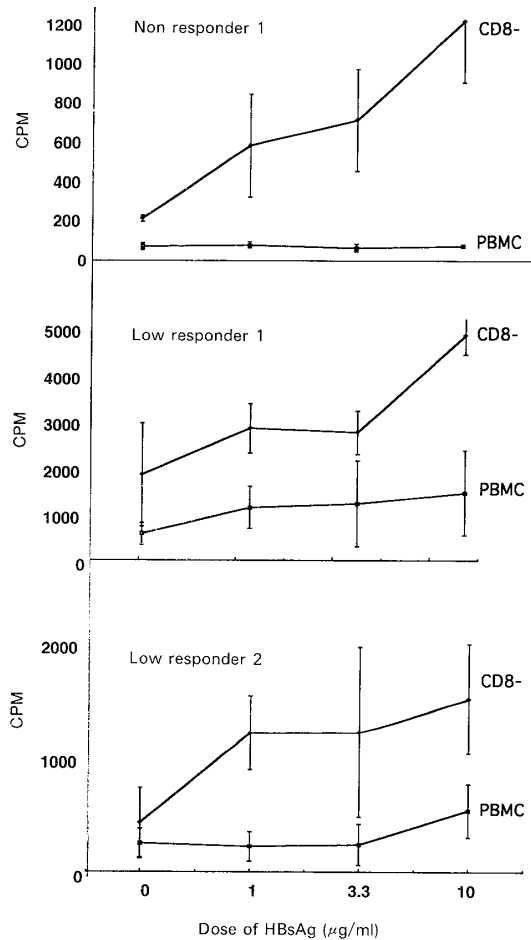 Non responder 1
CD8-
1200
1000
800
600
400
200
0
CPM
PBMC
Low responder 1
CD8-
5000
4000
3000
2000
1000
0
CPM
PBMC
Low responder 2
CD8-
2000
1000
0
CPM
PBMC
0 1 3.3 10
Dose of HBsAg (μg/ml)